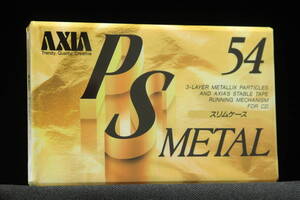 AXIA
Trendy, Quality, Creative
PS
54
3-LAYER METALLIX PARTICLES
AND AXIA'S STABLE TAPE
RUNNING MECHANISM
FOR CD
スリムケース
METAL